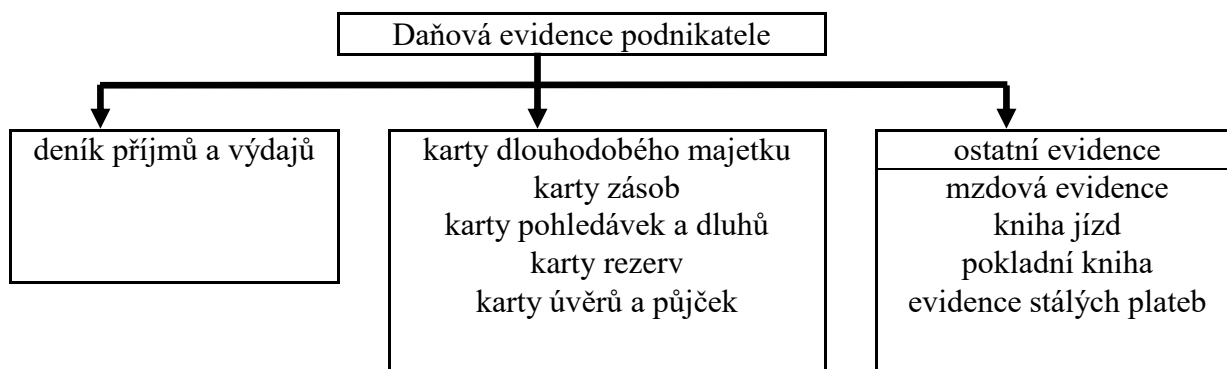 Daňová evidence podnikatele
deník příjmů a výdajů
karty dlouhodobého majetku
karty zásob
karty pohledávek a dluhů
karty rezerv
karty úvěrů a půjček
ostatní evidence
mzdová evidence
kniha jízd
pokladní kniha
evidence stálých plateb